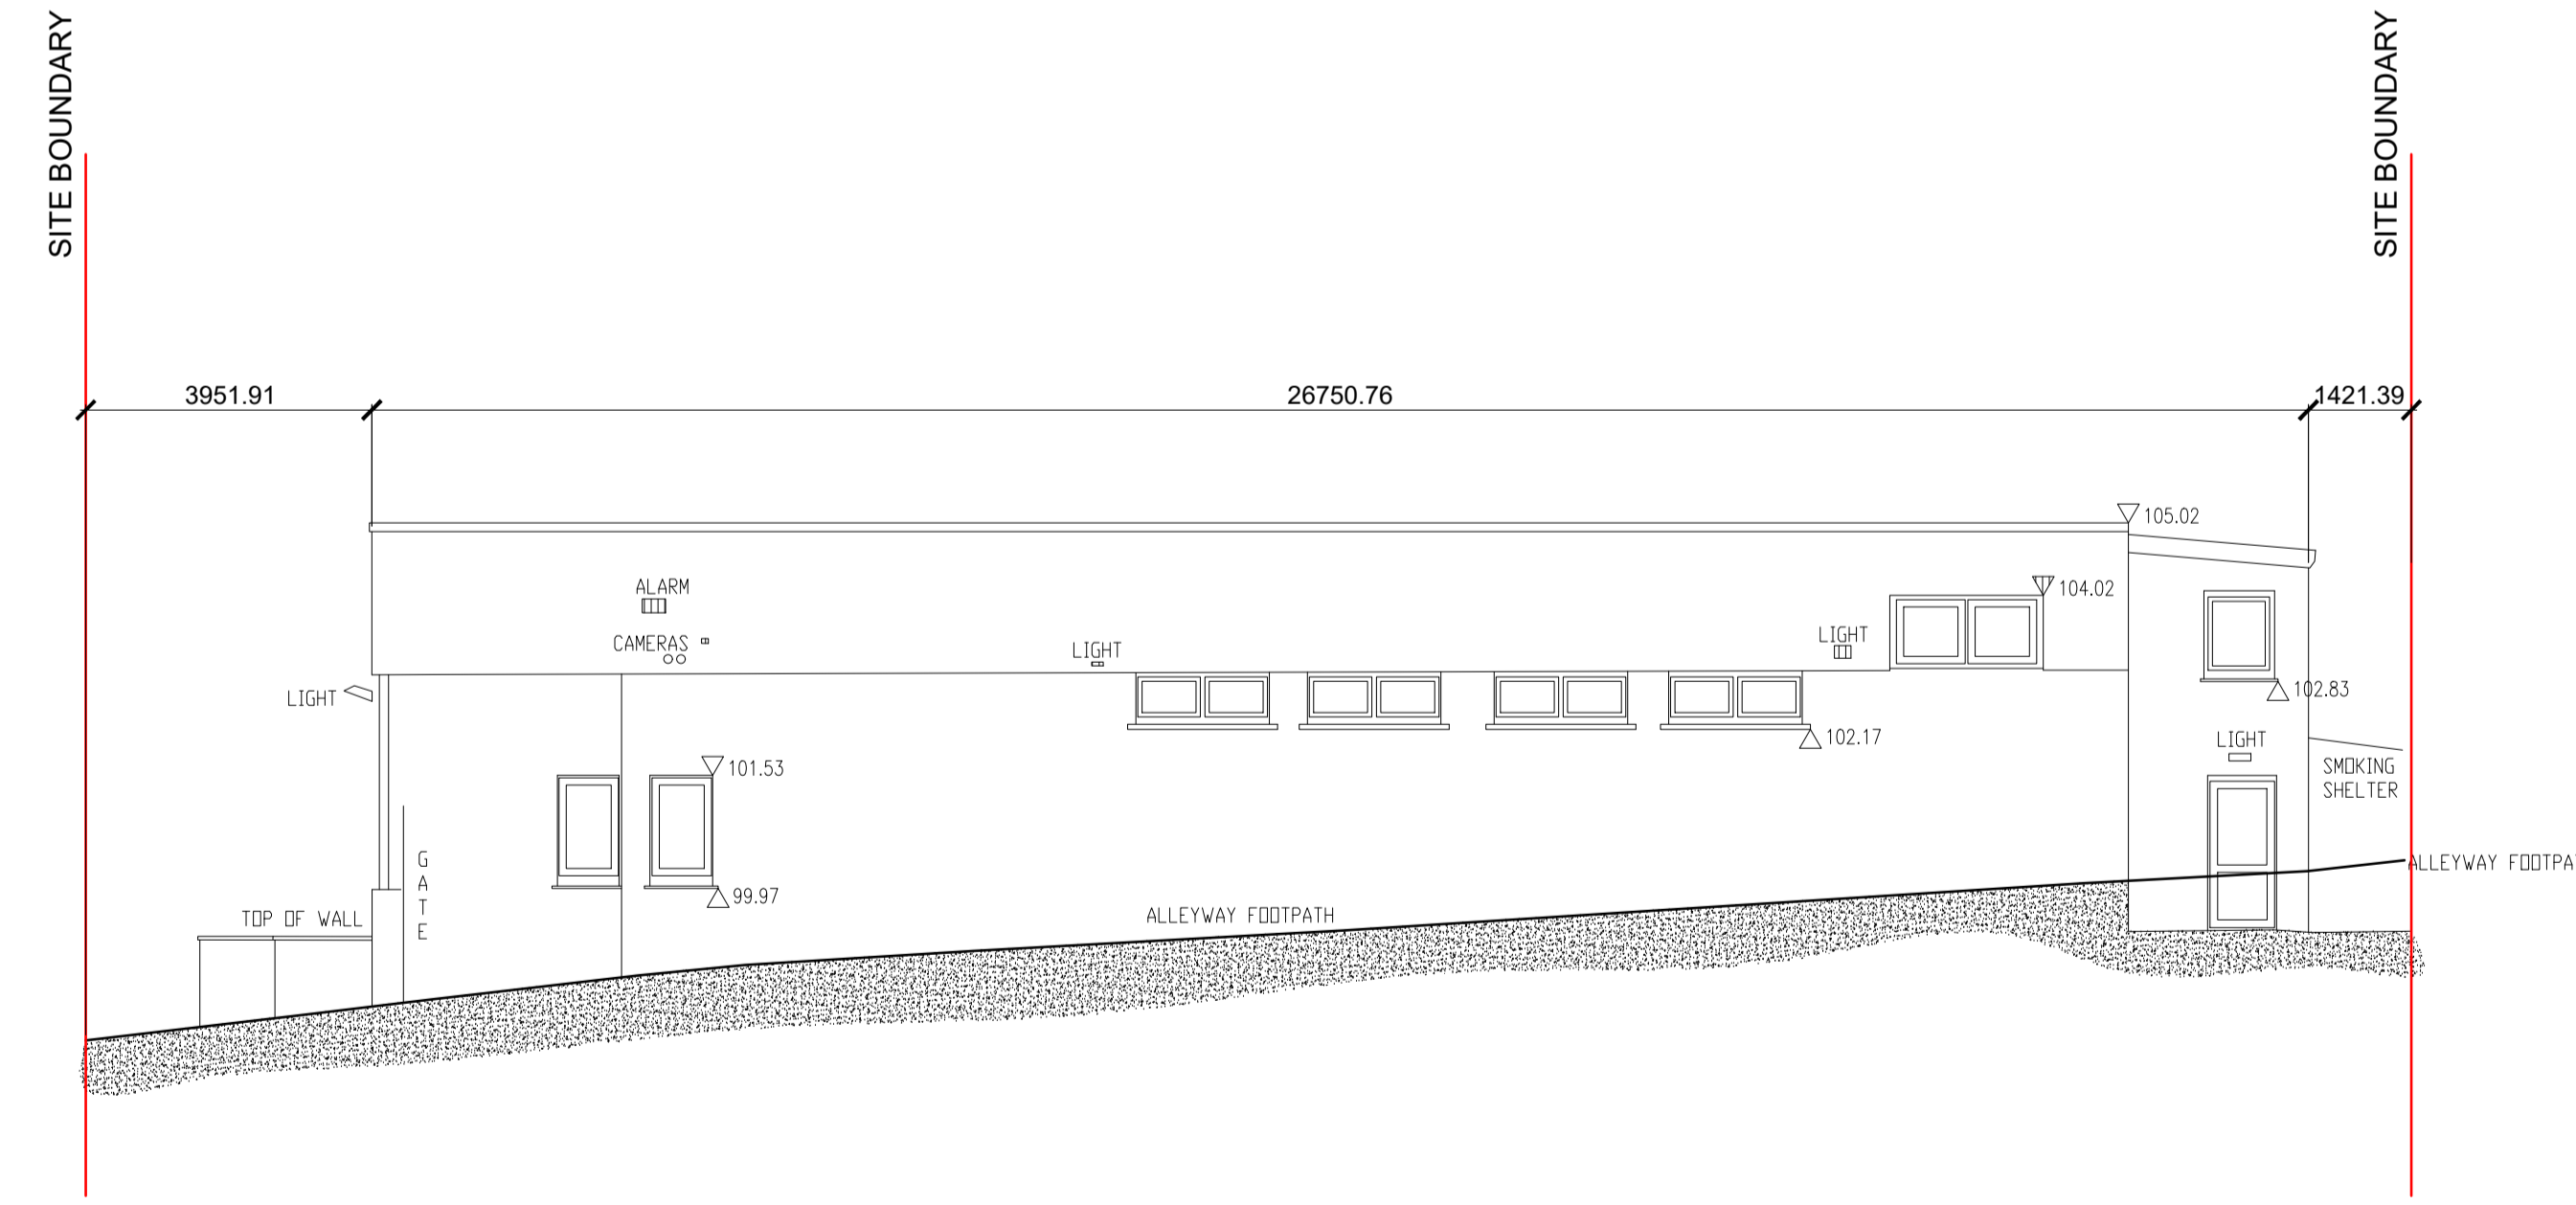 SITE BOUNDARY
SITE BOUNDARY
3951.91
26750.76
1421.39
105.02
ALARM
104.02
CAMERAS
LIGHT
LIGHT
LIGHT
102.83
102.17
LIGHT
101.53
SMOKING
SHELTER
GATE
ALLEYWAY FOOTPA
99.97
TOP OF WALL
ALLEYWAY FOOTPATH